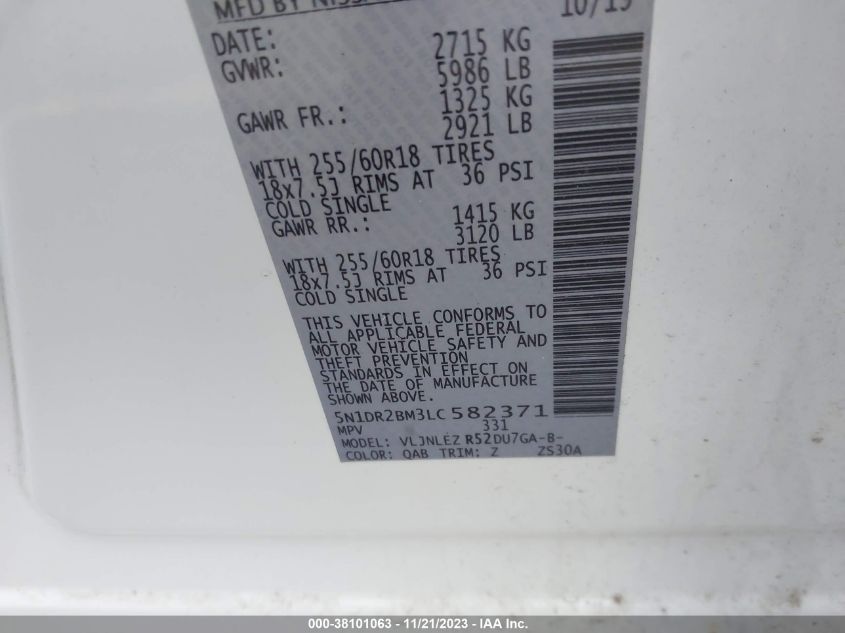 MFD BY NISSA
10/19
DATE:
GVWR: 2715 KG
5986 LB
GAWR FR.: 1325 KG
2921 LB
WITH 255/60R18 TIRES
18x7.5J RIMS AT 36 PSI
COLD SINGLE
GAWR RR.: 1415 KG
3120 LB
WITH 255/60R18 TIRES
18x7.5J RIMS AT 36 PSI
COLD SINGLE
THIS VEHICLE CONFORMS TO
ALL APPLICABLE FEDERAL
MOTOR VEHICLE SAFETY AND
THEFT PREVENTION
STANDARDS IN EFFECT ON
THE DATE OF MANUFACTURE
SHOWN ABOVE.
5N1DR2BM3LC582371
MPV 331
MODEL: VLJNLEZ R52DU7GA-B-
COLOR: QAB TRIM: Z ZS30A
000-38101063 - 11/21/2023 - IAA Inc.